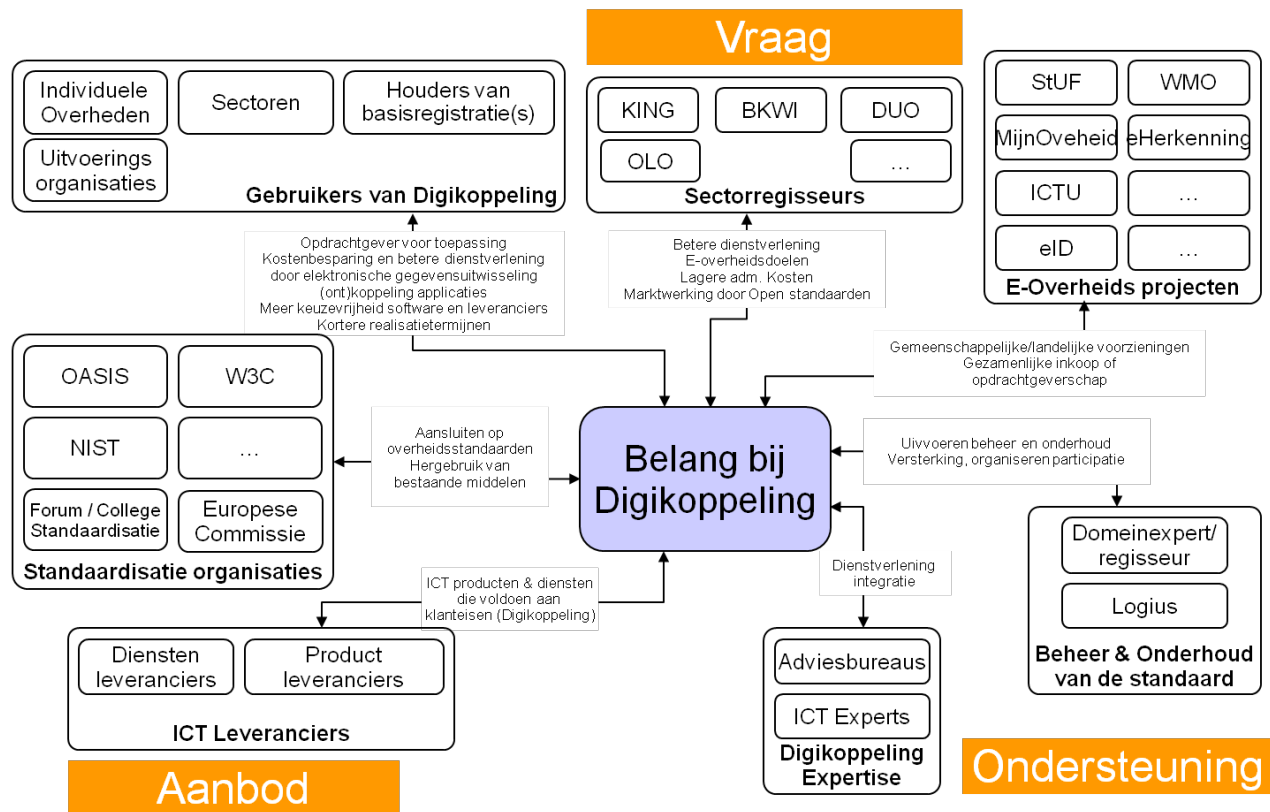 Vraag
Individuele
Overheden
Sectoren
Houders van
basisregistratie(s)
Uitvoerings
organisaties
Gebruikers van Digikoppeling
KING
BKWI
DUO
OLO
...
Sectorregisseurs
StUF
WMO
MijnOveheid
eHerkenning
ICTU
...
eID
...
E-Overheids projecten
Opdrachtgever voor toepassing
Kostenbesparing en betere dienstverlening
door elektronische gegevensuitwisseling
(ont)koppeling applicaties
Meer keuzevrijheid software en leveranciers
Kortere realisatietermijnen
Betere dienstverlening
E-overheidsdoelen
Lagere adm. Kosten
Marktwerking door Open standaarden
Gemeenschappelijke/landelijke voorzieningen
Gezamenlijke inkoop of
opdrachtgeverschap
OASIS
W3C
NIST
...
Forum / College
Standaardisatie
Europese
Commissie
Standaardisatie organisaties
Aansluiten op
overheidsstandaarden
Hergebruik van
bestaande middelen
Belang bij
Digikoppeling
Uivvoeren beheer en onderhoud
Versterking, organiseren participatie
Domeinexpert/
regisseur
Logius
Beheer & Onderhoud
van de standaard
ICT producten & diensten
die voldoen aan
klanteisen (Digikoppeling)
Dienstverlening
integratie
Diensten
leveranciers
Product
leveranciers
ICT Leveranciers
Adviesbureaus
ICT Experts
Digikoppeling
Expertise
Aanbod
Ondersteuning